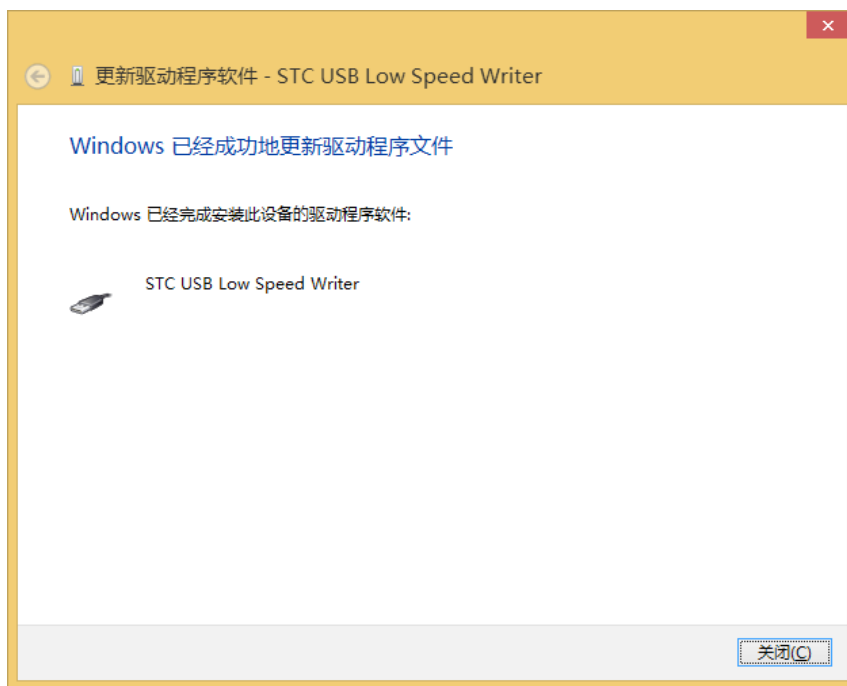 更新驱动程序软件 - STC USB Low Speed Writer
Windows 已经成功地更新驱动程序文件
Windows 已经完成安装此设备的驱动程序软件:
STC USB Low Speed Writer
关闭(C)